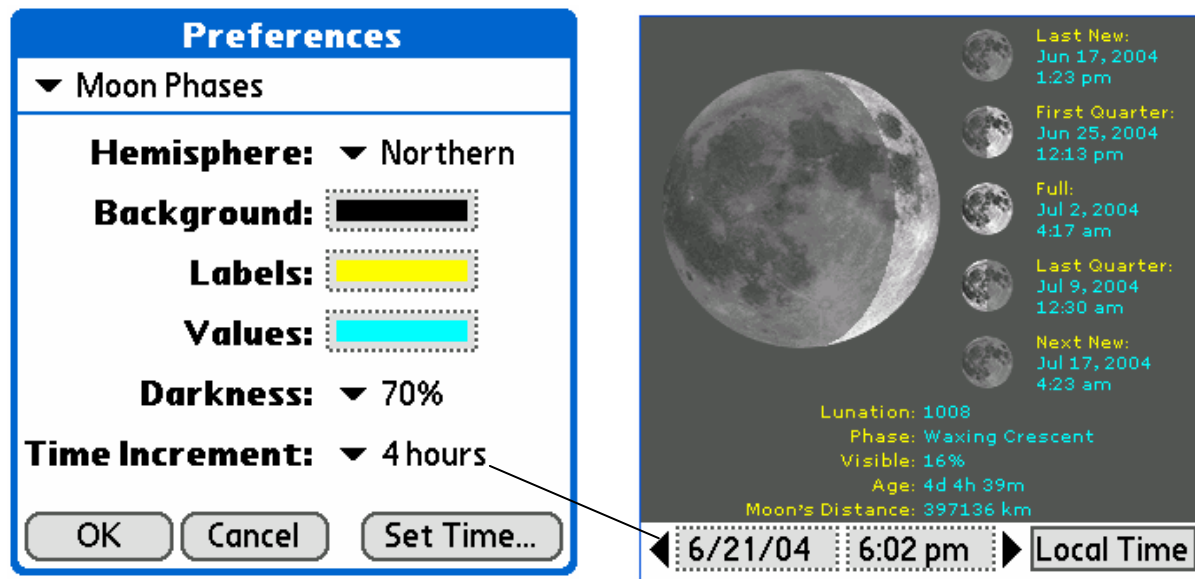 Preferences
Moon Phases
Hemisphere: Northern
Background:
Labels:
Values:
Darkness: 70%
Time Increment: 4 hours
OK Cancel Set Time...
Last New:
Jun 17, 2004
1:23 pm
First Quarter:
Jun 25, 2004
12:13 pm
Full:
Jul 2, 2004
4:17 am
Last Quarter:
Jul 9, 2004
12:30 am
Next New:
Jul 17, 2004
4:23 am
Lunation: 1008
Phase: Waxing Crescent
Visible: 16%
Age: 4d 4h 39m
Moon's Distance: 397136 km
6/21/04 6:02 pm Local Time